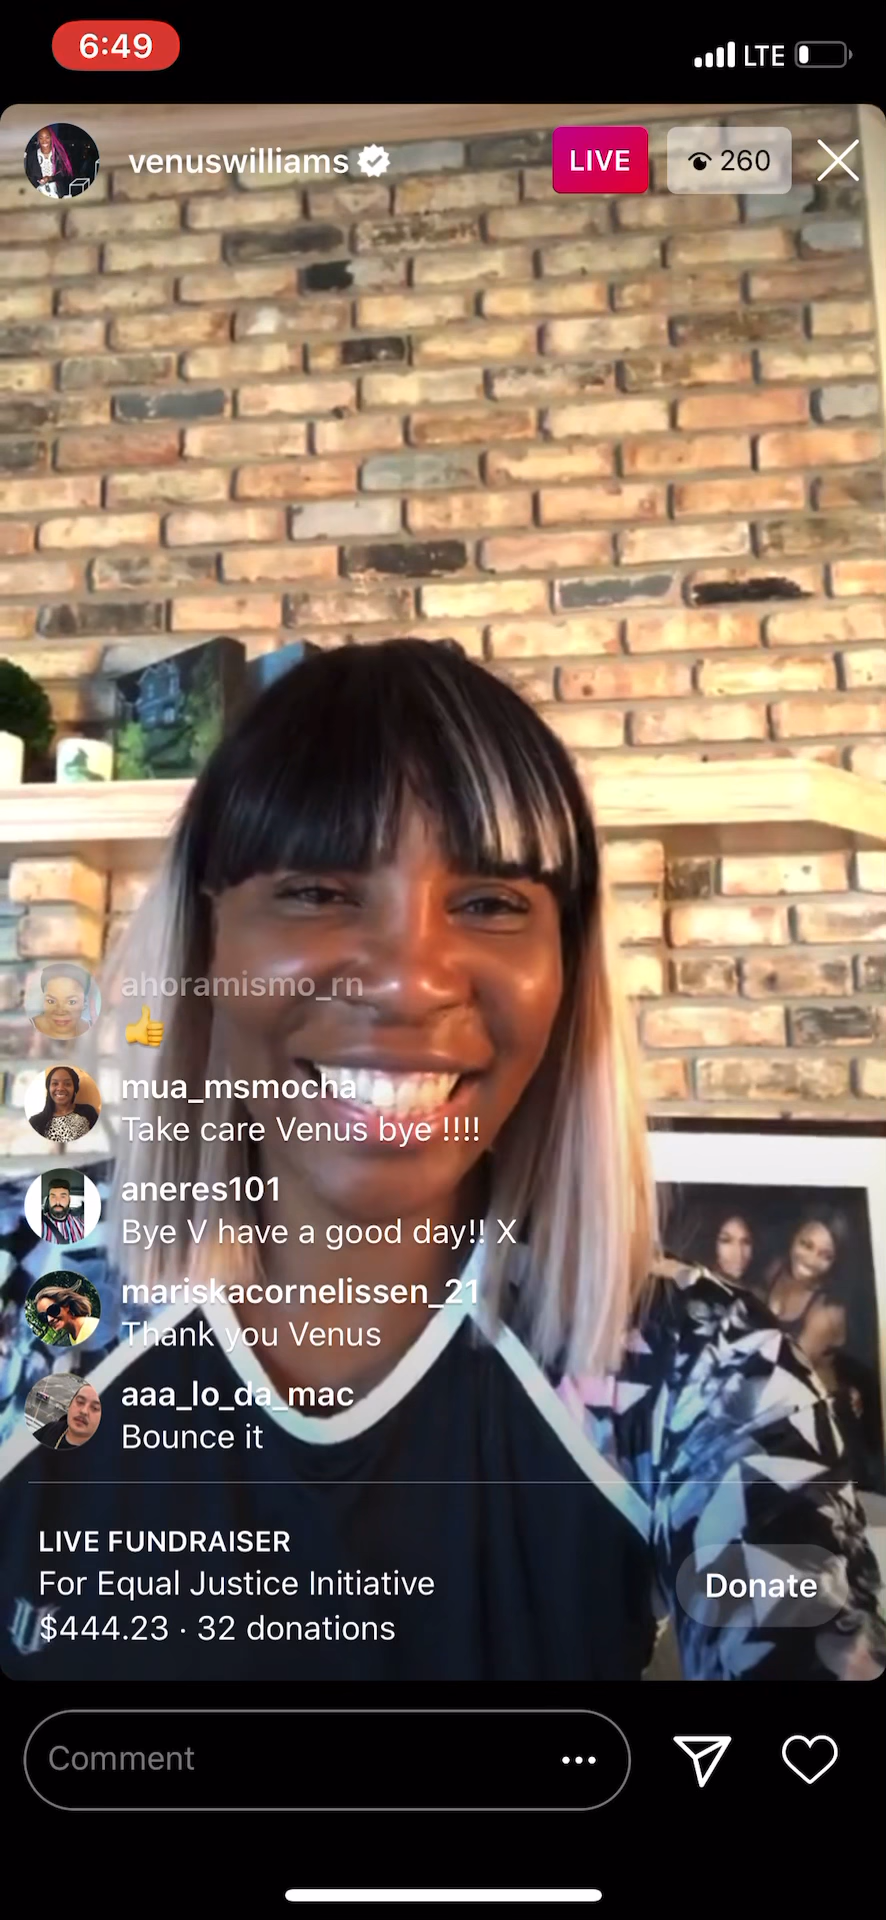 6:49
LTE
venuswilliams
LIVE
260
ahoramismo_rn
👍
mua_msmocha
Take care Venus bye !!!!
aneres101
Bye V have a good day!! X
mariskacornelissen_21
Thank you Venus
aaa_lo_da_mac
Bounce it
LIVE FUNDRAISER
For Equal Justice Initiative
$444.23 · 32 donations
Donate
Comment